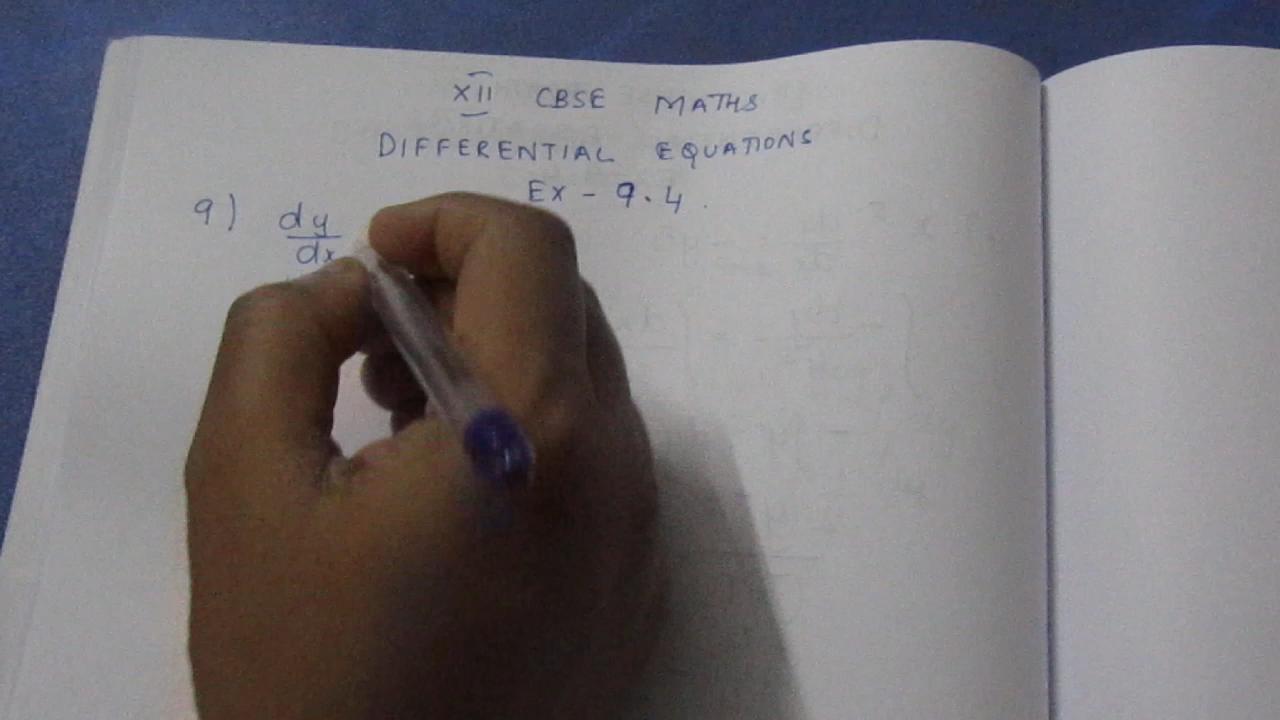 XII CBSE MATHS
DIFFERENTIAL EQUATIONS
Ex - 9.4.
9) dy
dx